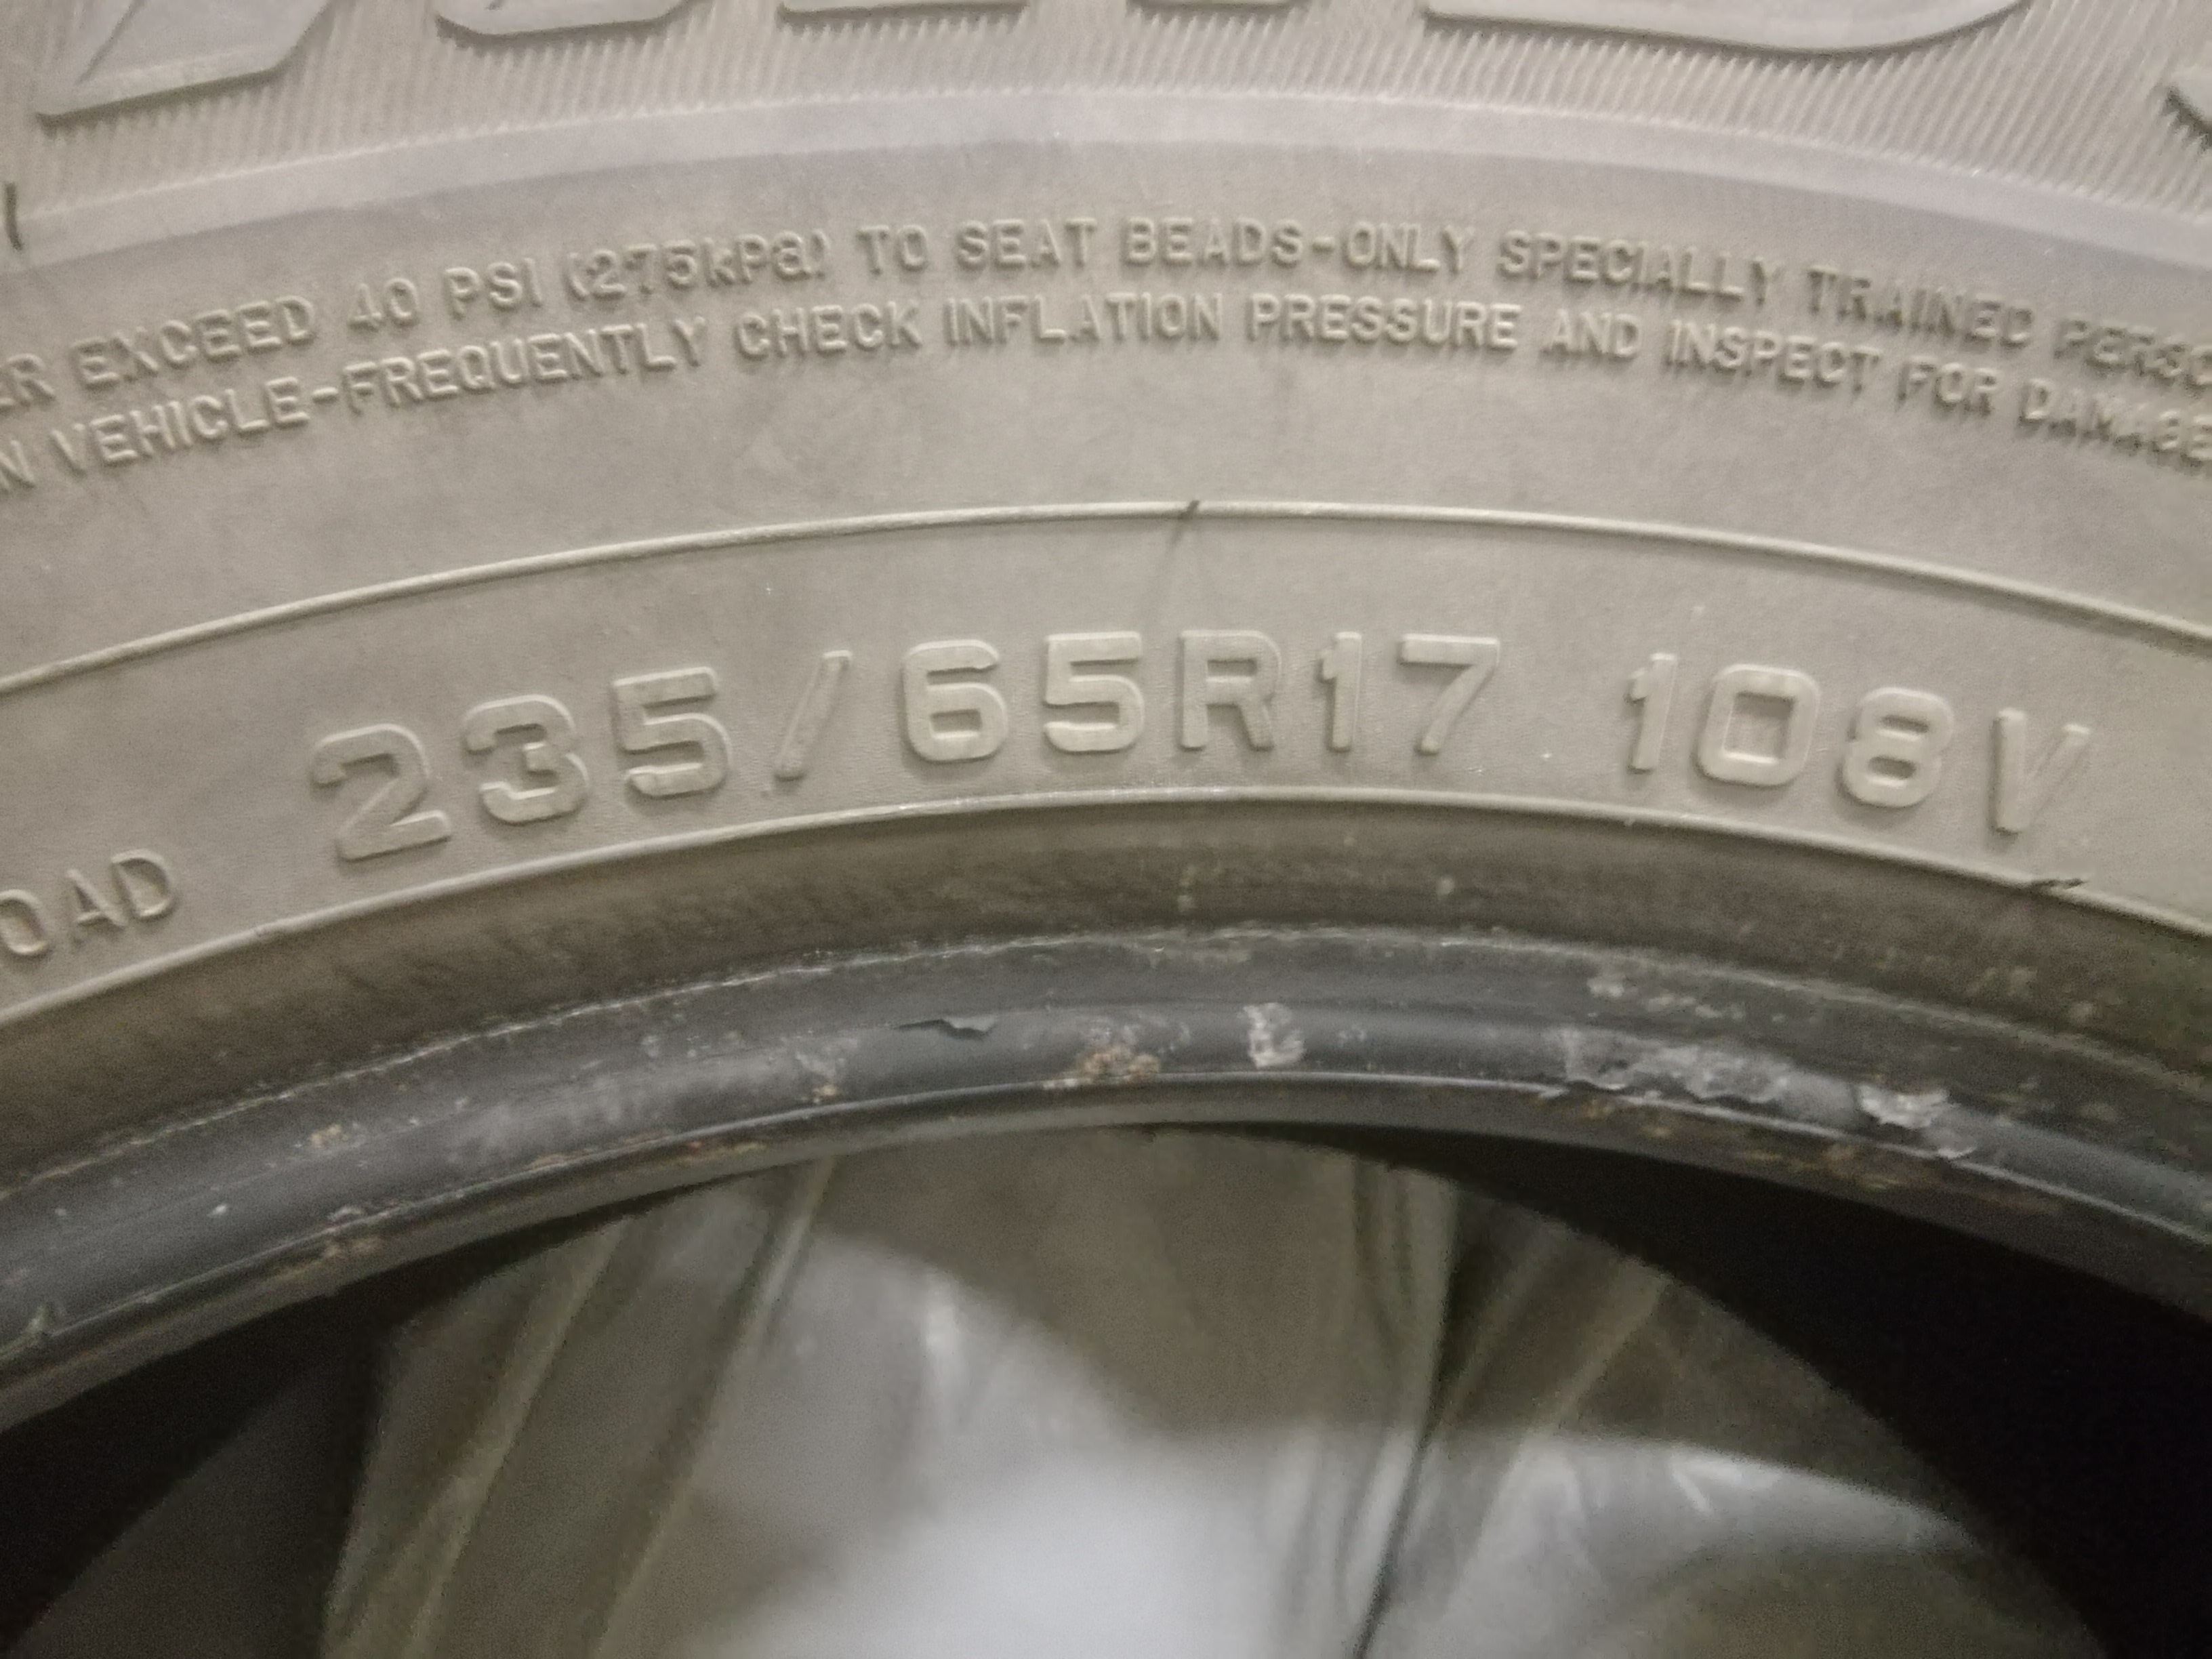 EXCEED 40 PSI (275kPa) TO SEAT BEADS-ONLY SPECIALLY TRAINED
VEHICLE-FREQUENTLY CHECK INFLATION PRESSURE AND INSPECT FOR DAMAGE
235/65R17 108V